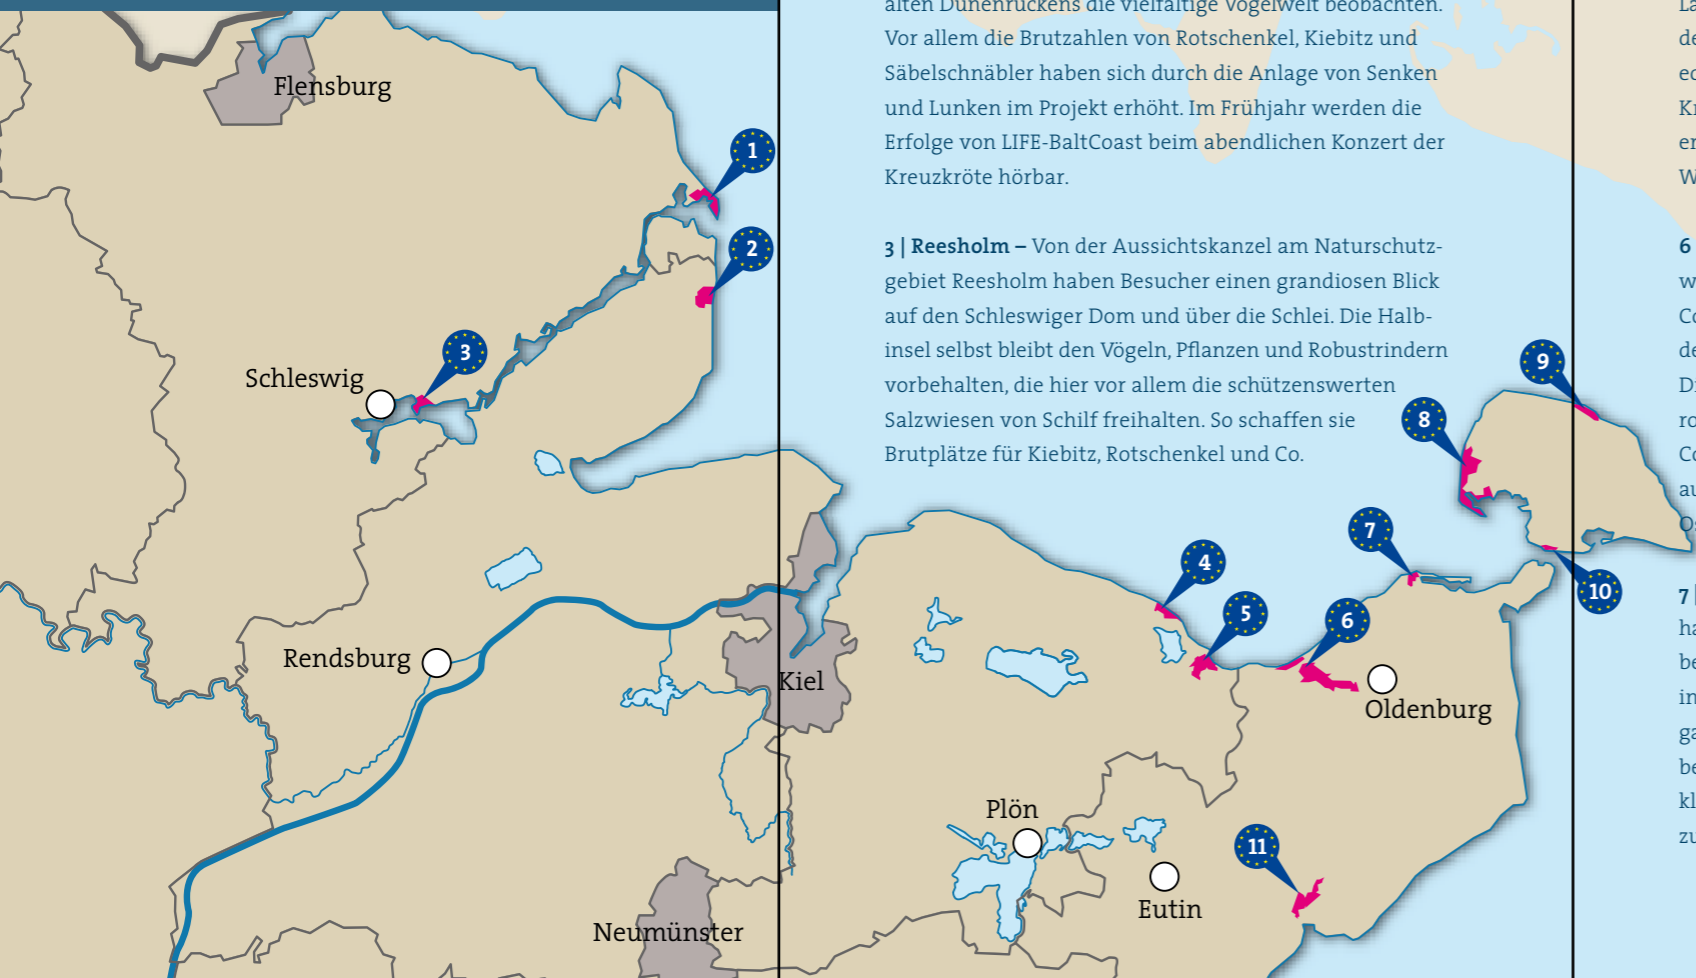 alten Dünenrückens die vielfältige Vogelwelt beobachten.
Vor allem die Brutzahlen von Rotschenkel, Kiebitz und
Säbelschnäbler haben sich durch die Anlage von Senken
und Lunken im Projekt erhöht. Im Frühjahr werden die
Erfolge von LIFE-BaltCoast beim abendlichen Konzert der
Kreuzkröte hörbar.
3 | Reesholm – Von der Aussichtskanzel am Naturschutz-
gebiet Reesholm haben Besucher einen grandiosen Blick
auf den Schleswiger Dom und über die Schlei. Die Halb-
insel selbst bleibt den Vögeln, Pflanzen und Robustrindern
vorbehalten, die hier vor allem die schützenswerten
Salzwiesen von Schilf freihalten. So schaffen sie
Brutplätze für Kiebitz, Rotschenkel und Co.
Flensburg
1
2
3
Schleswig
9
8
7
4
10
5
6
Rendsburg
Kiel
Oldenburg
Plön
11
Eutin
Neumünster
6
7 |